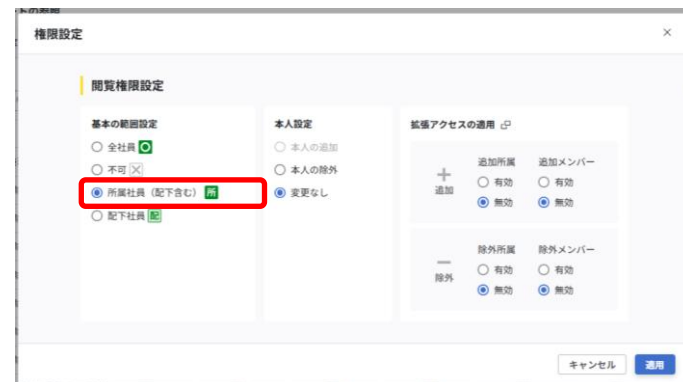 権限設定
×
閲覧権限設定
基本の範囲設定
全社員
不可
所属社員（配下含む） 所
配下社員 配
本人設定
本人の追加
本人の除外
変更なし
拡張アクセスの適用
追加
追加所属 追加メンバー
有効 有効
無効 無効
除外
除外所属 除外メンバー
有効 有効
無効 無効
キャンセル 適用